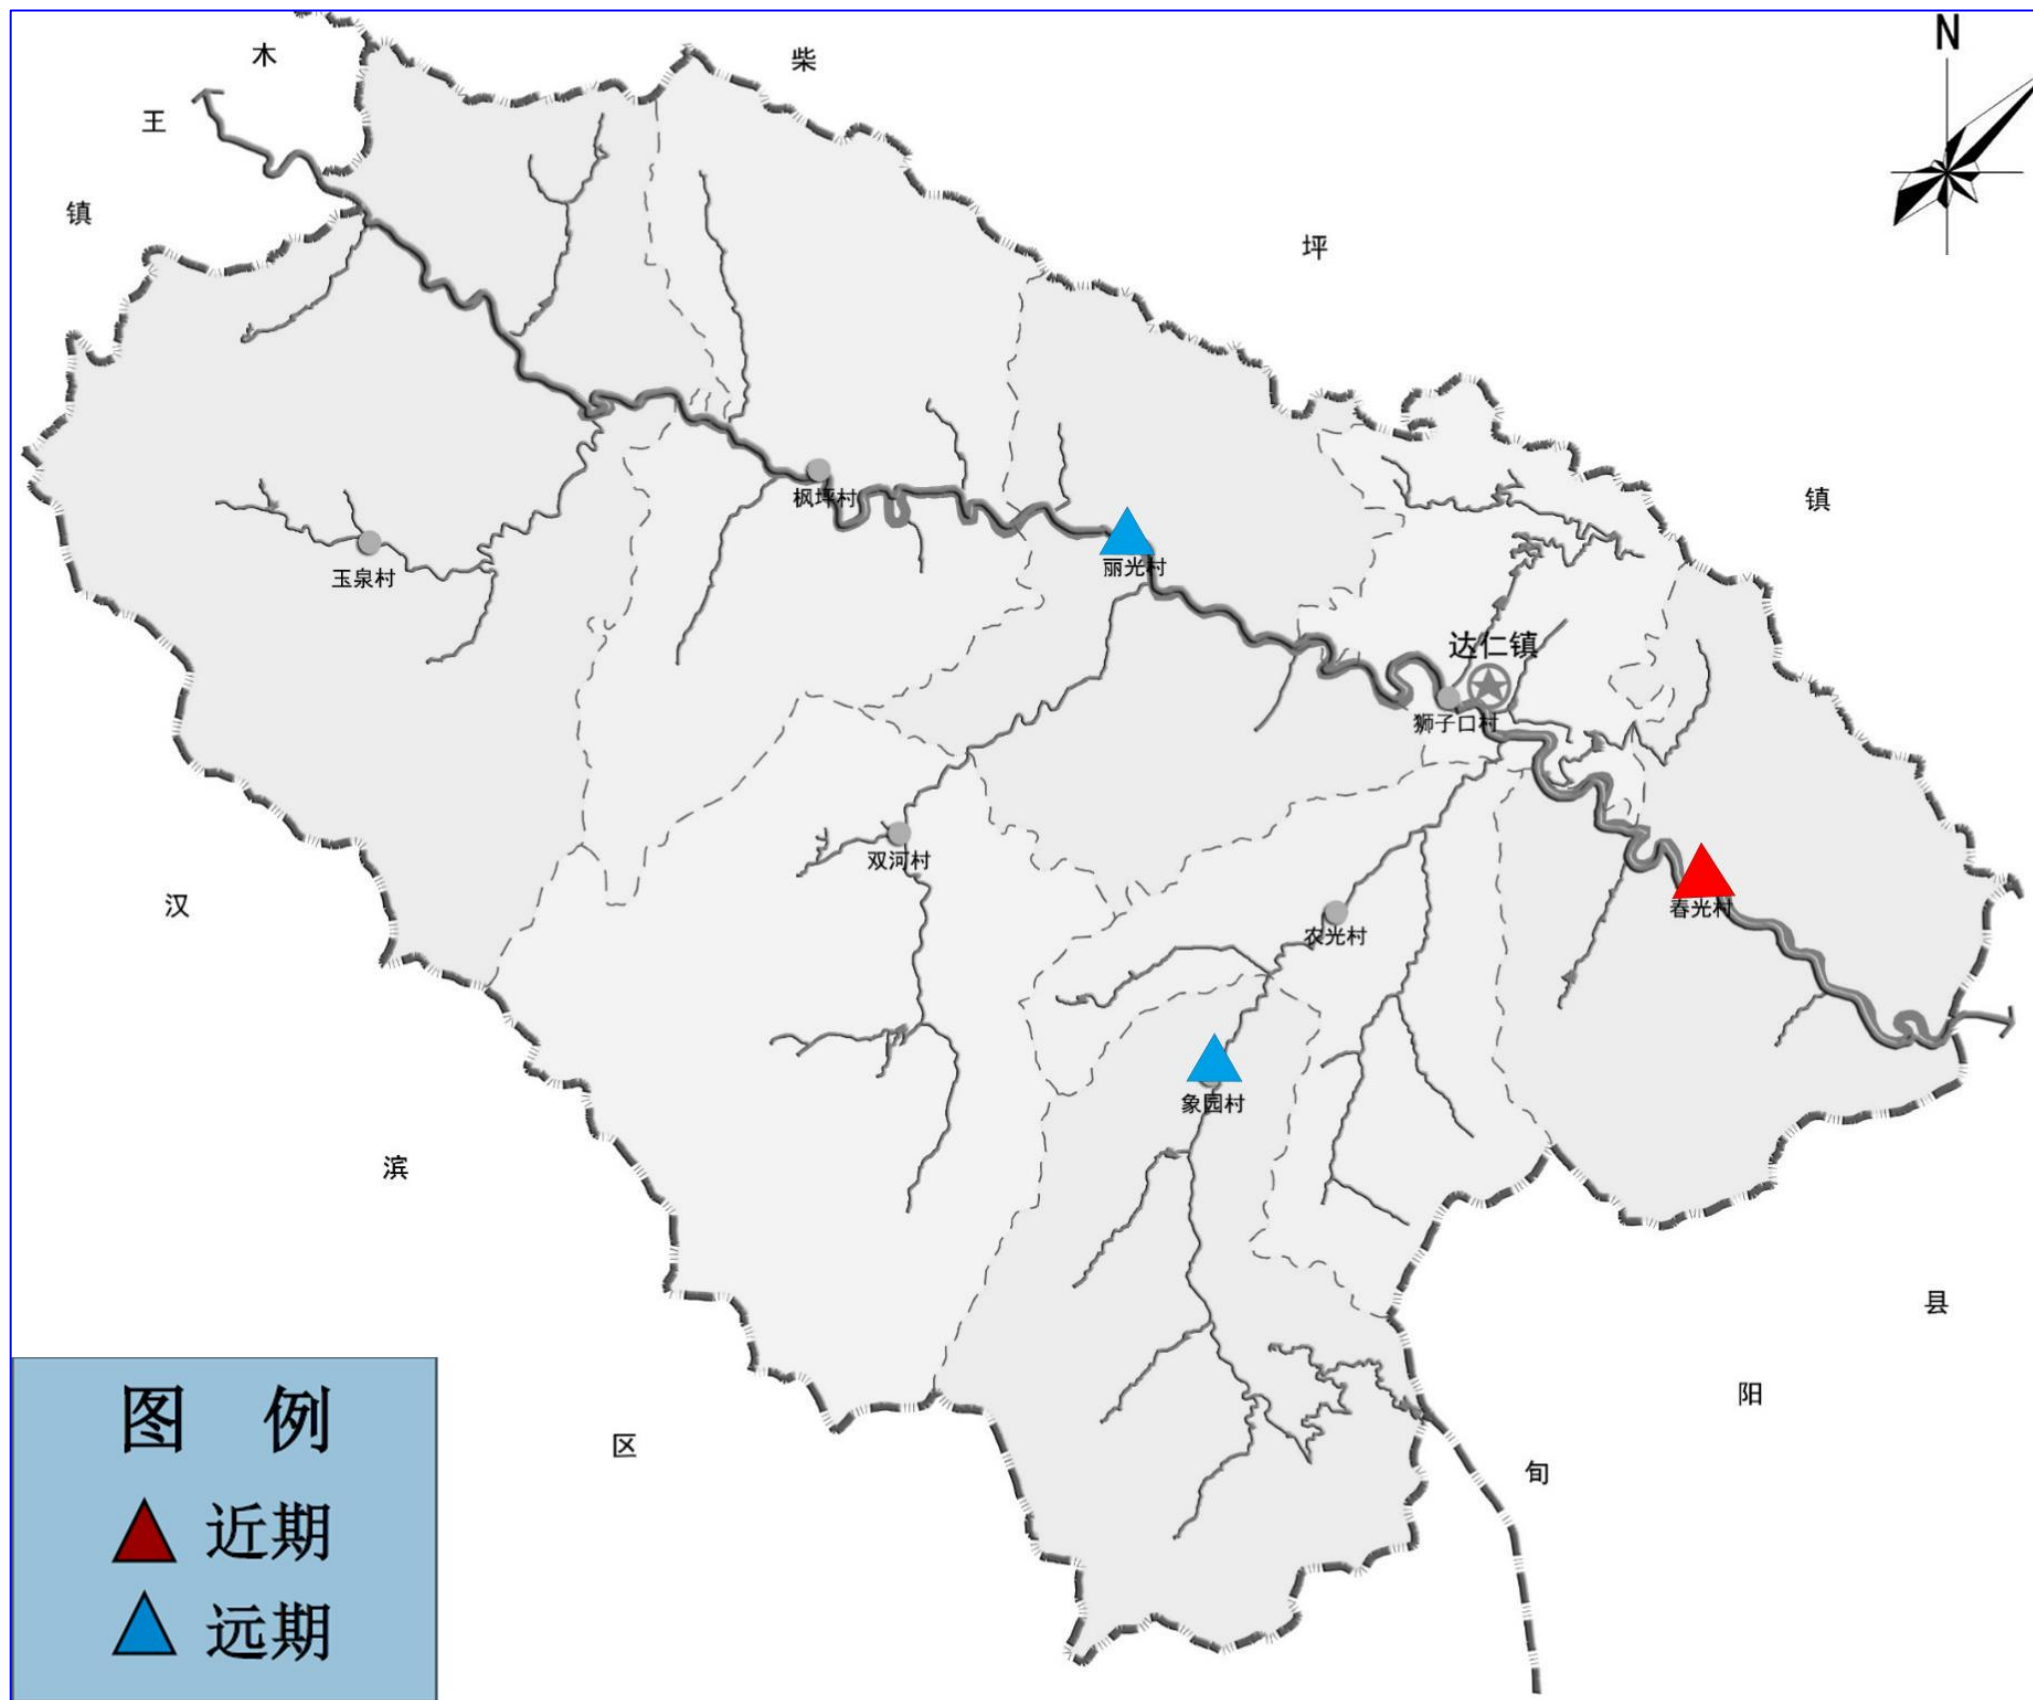 N
木
柴
王
镇
坪
枫坪村
镇
丽光村
玉泉村
达仁镇
狮子口村
双河村
汉
春光村
农光村
象园村
滨
县
阳
区
旬
图 例
近期
远期